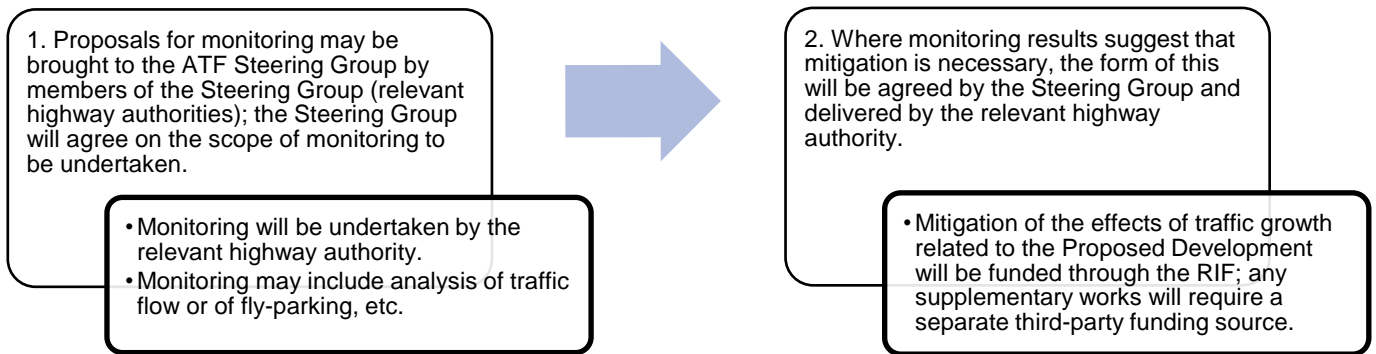 1. Proposals for monitoring may be
brought to the ATF Steering Group by
members of the Steering Group (relevant
highway authorities); the Steering Group
will agree on the scope of monitoring to
be undertaken.
•Monitoring will be undertaken by the
relevant highway authority.
•Monitoring may include analysis of traffic
flow or of fly-parking, etc.
2. Where monitoring results suggest that
mitigation is necessary, the form of this
will be agreed by the Steering Group and
delivered by the relevant highway
authority.
•Mitigation of the effects of traffic growth
related to the Proposed Development
will be funded through the RIF; any
supplementary works will require a
separate third-party funding source.